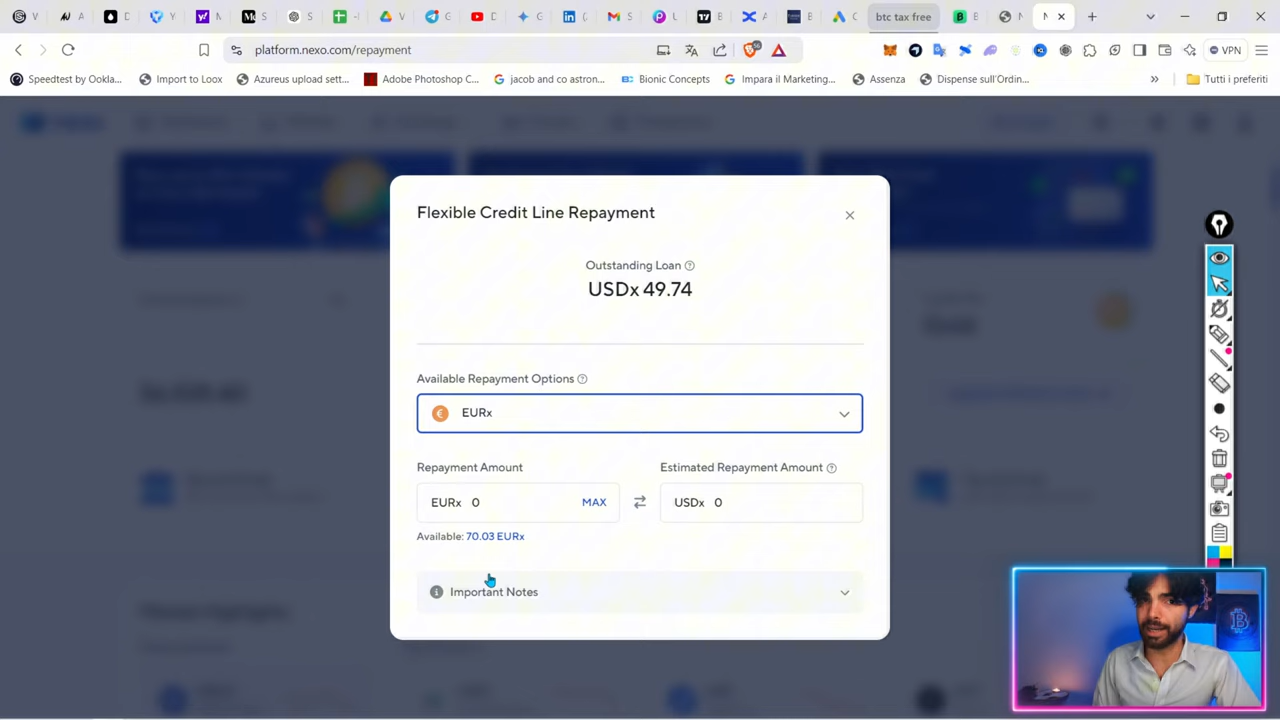 btc tax free
platform.nexo.com/repayment
VPN
Speedtest by Ookla...
Import to Loox
Azureus upload sett...
Adobe Photoshop C...
jacob and co astron...
Bionic Concepts
Impara il Marketing...
Assenza
Dispense sull'Ordin...
Tutti i preferiti
Flexible Credit Line Repayment
Outstanding Loan
USDx 49.74
Available Repayment Options
EURx
Repayment Amount
Estimated Repayment Amount
EURx 0
MAX
USDx 0
Available: 70.03 EURx
Important Notes